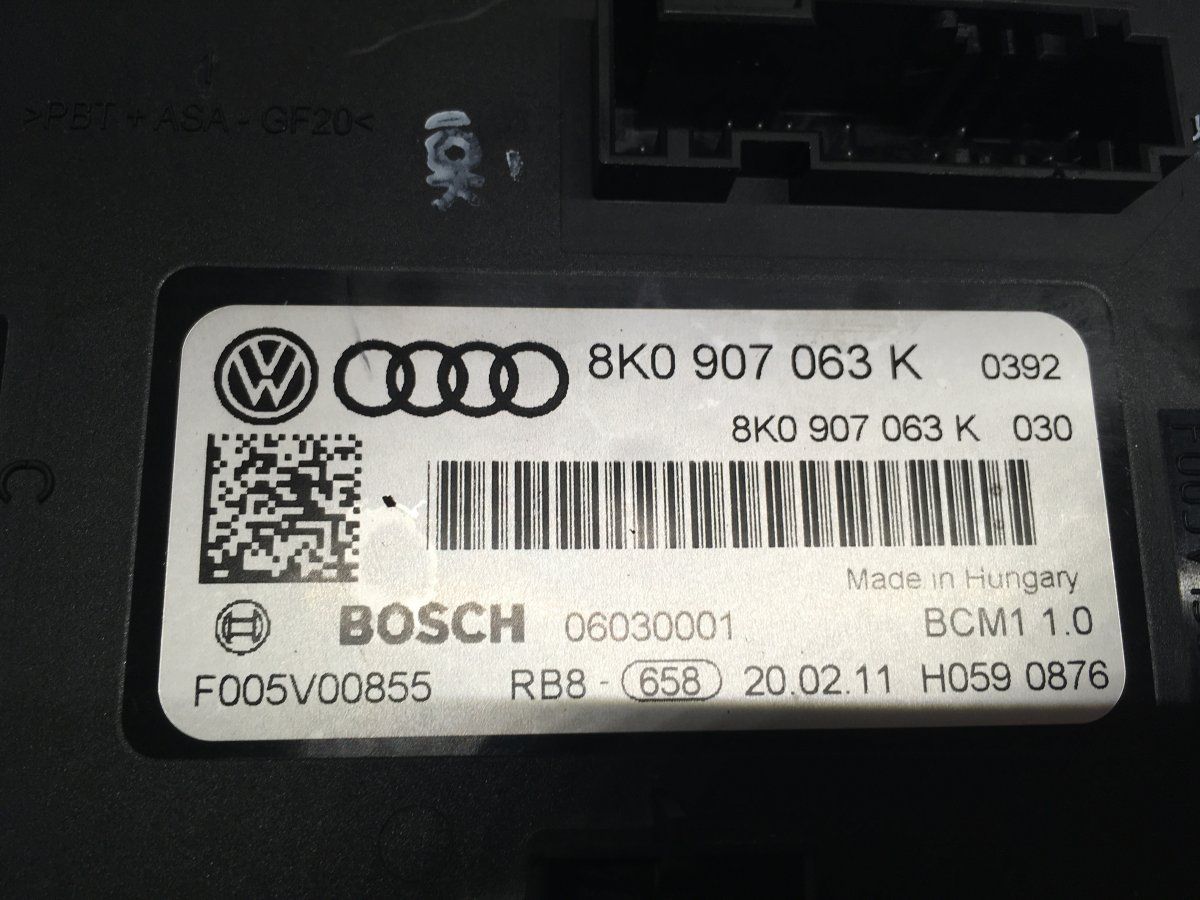 >PBT + ASA - GF20<
8K0 907 063 K 0392
8K0 907 063 K 030
Made in Hungary
BOSCH 06030001 BCM1 1.0
F005V00855 RB8 - 658 20.02.11 H059 0876
C